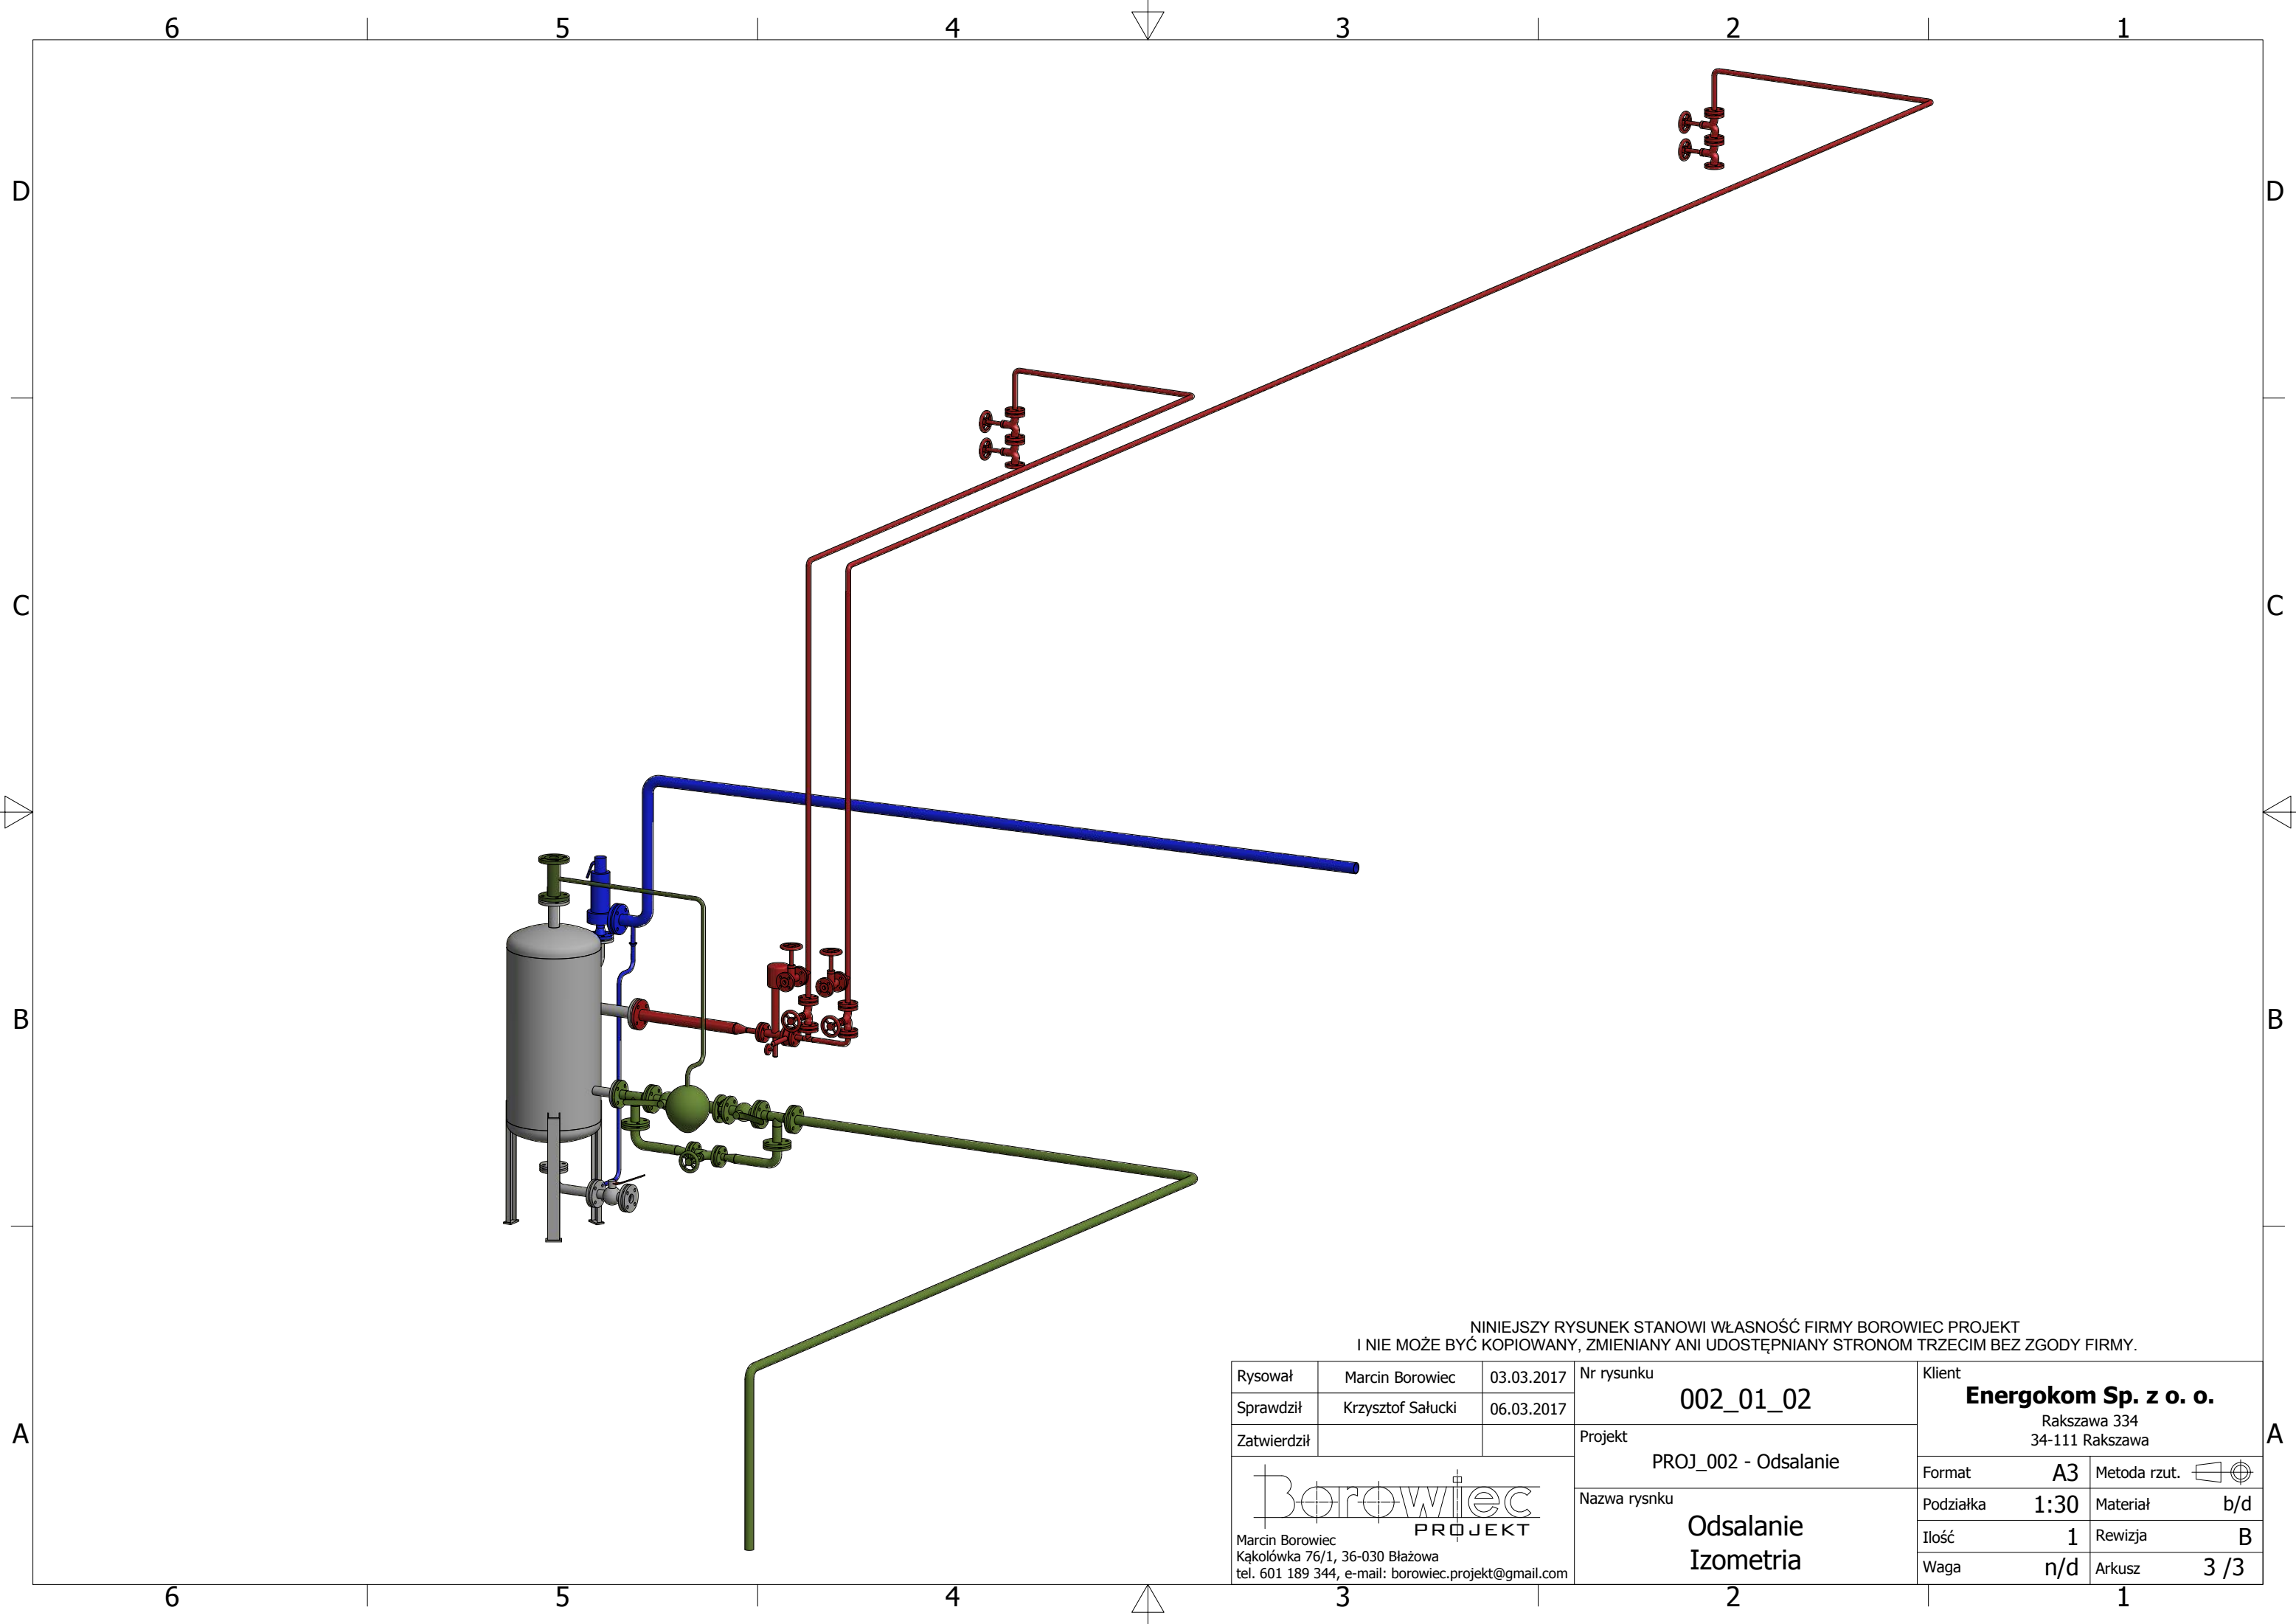 6 5 4 3 2 1
D D
C C
B B
A A
NINIEJSZY RYSUNEK STANOWI WŁASNOŚĆ FIRMY BOROWIEC PROJEKT
I NIE MOŻE BYĆ KOPIOWANY, ZMIENIANY ANI UDOSTĘPNIANY STRONOM TRZECIM BEZ ZGODY FIRMY.
Rysował Marcin Borowiec 03.03.2017
Sprawdził Krzysztof Sałucki 06.03.2017
Zatwierdził
Borowiec
PROJEKT
Marcin Borowiec
Kąkolówka 76/1, 36-030 Błażowa
tel. 601 189 344, e-mail: borowiec.projekt@gmail.com
Nr rysunku
002_01_02
Projekt
PROJ_002 - Odsalanie
Nazwa rysnku
Odsalanie
Izometria
Klient
Energokom Sp. z o. o.
Rakszawa 334
34-111 Rakszawa
Format A3 Metoda rzut.
Podziałka 1:30 Materiał b/d
Ilość 1 Rewizja B
Waga n/d Arkusz 3 /3
6 5 4 3 2 1